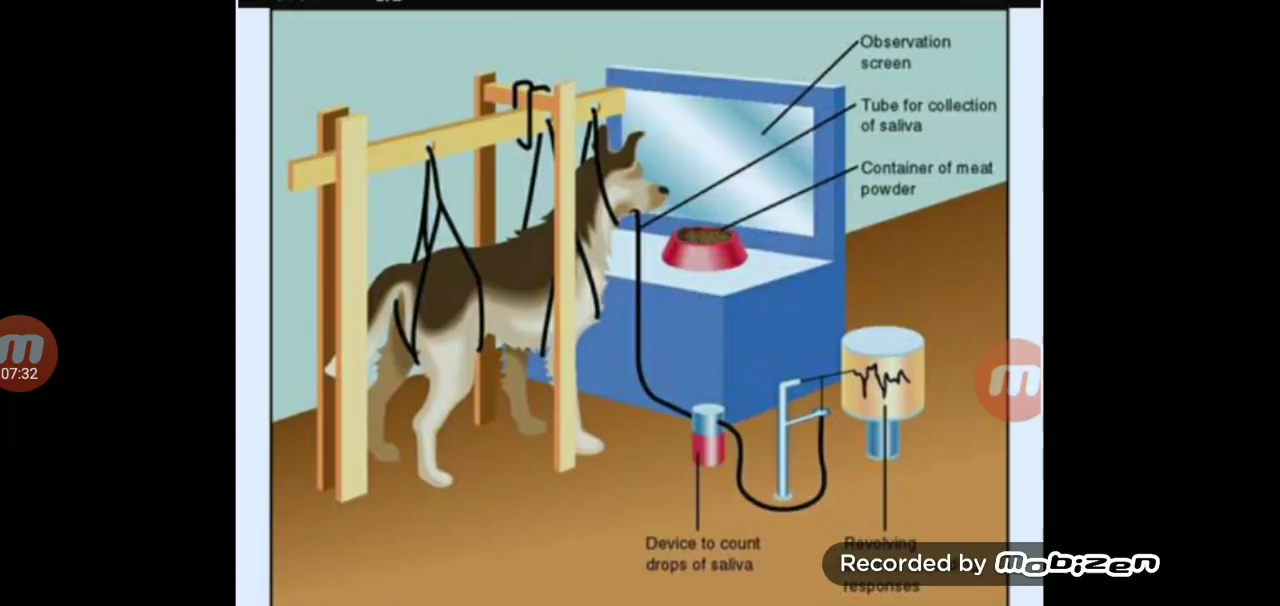 Observation
screen
Tube for collection
of saliva
Container of meat
powder
07:32
Device to count
drops of saliva
Revolving
responses
Recorded by mobizen